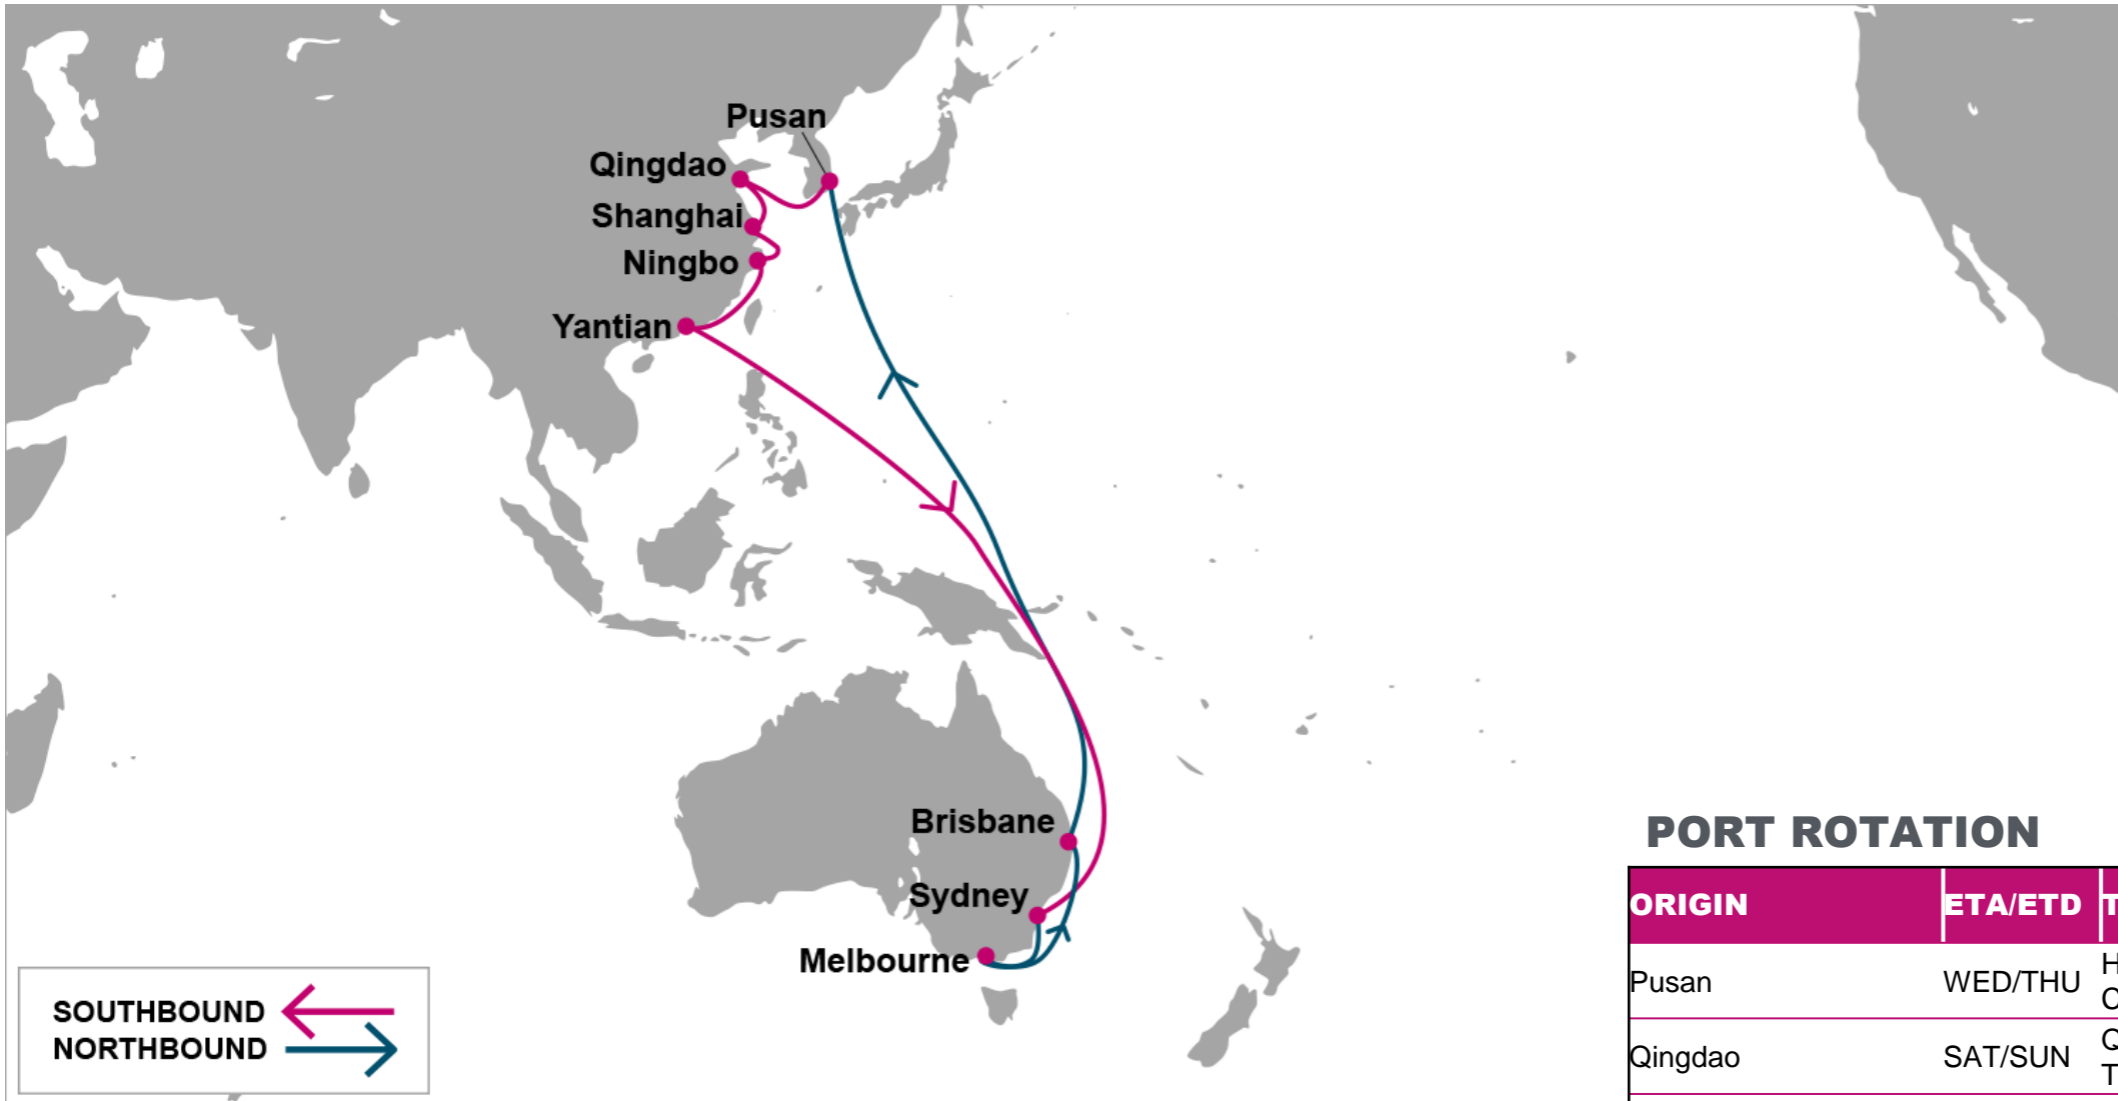 Pusan
Qingdao
Shanghai
Ningbo
Yantian
Brisbane
Sydney
Melbourne
SOUTHBOUND
NORTHBOUND
PORT ROTATION
ORIGIN ETA/ETD
Pusan WED/THU
Qingdao SAT/SUN